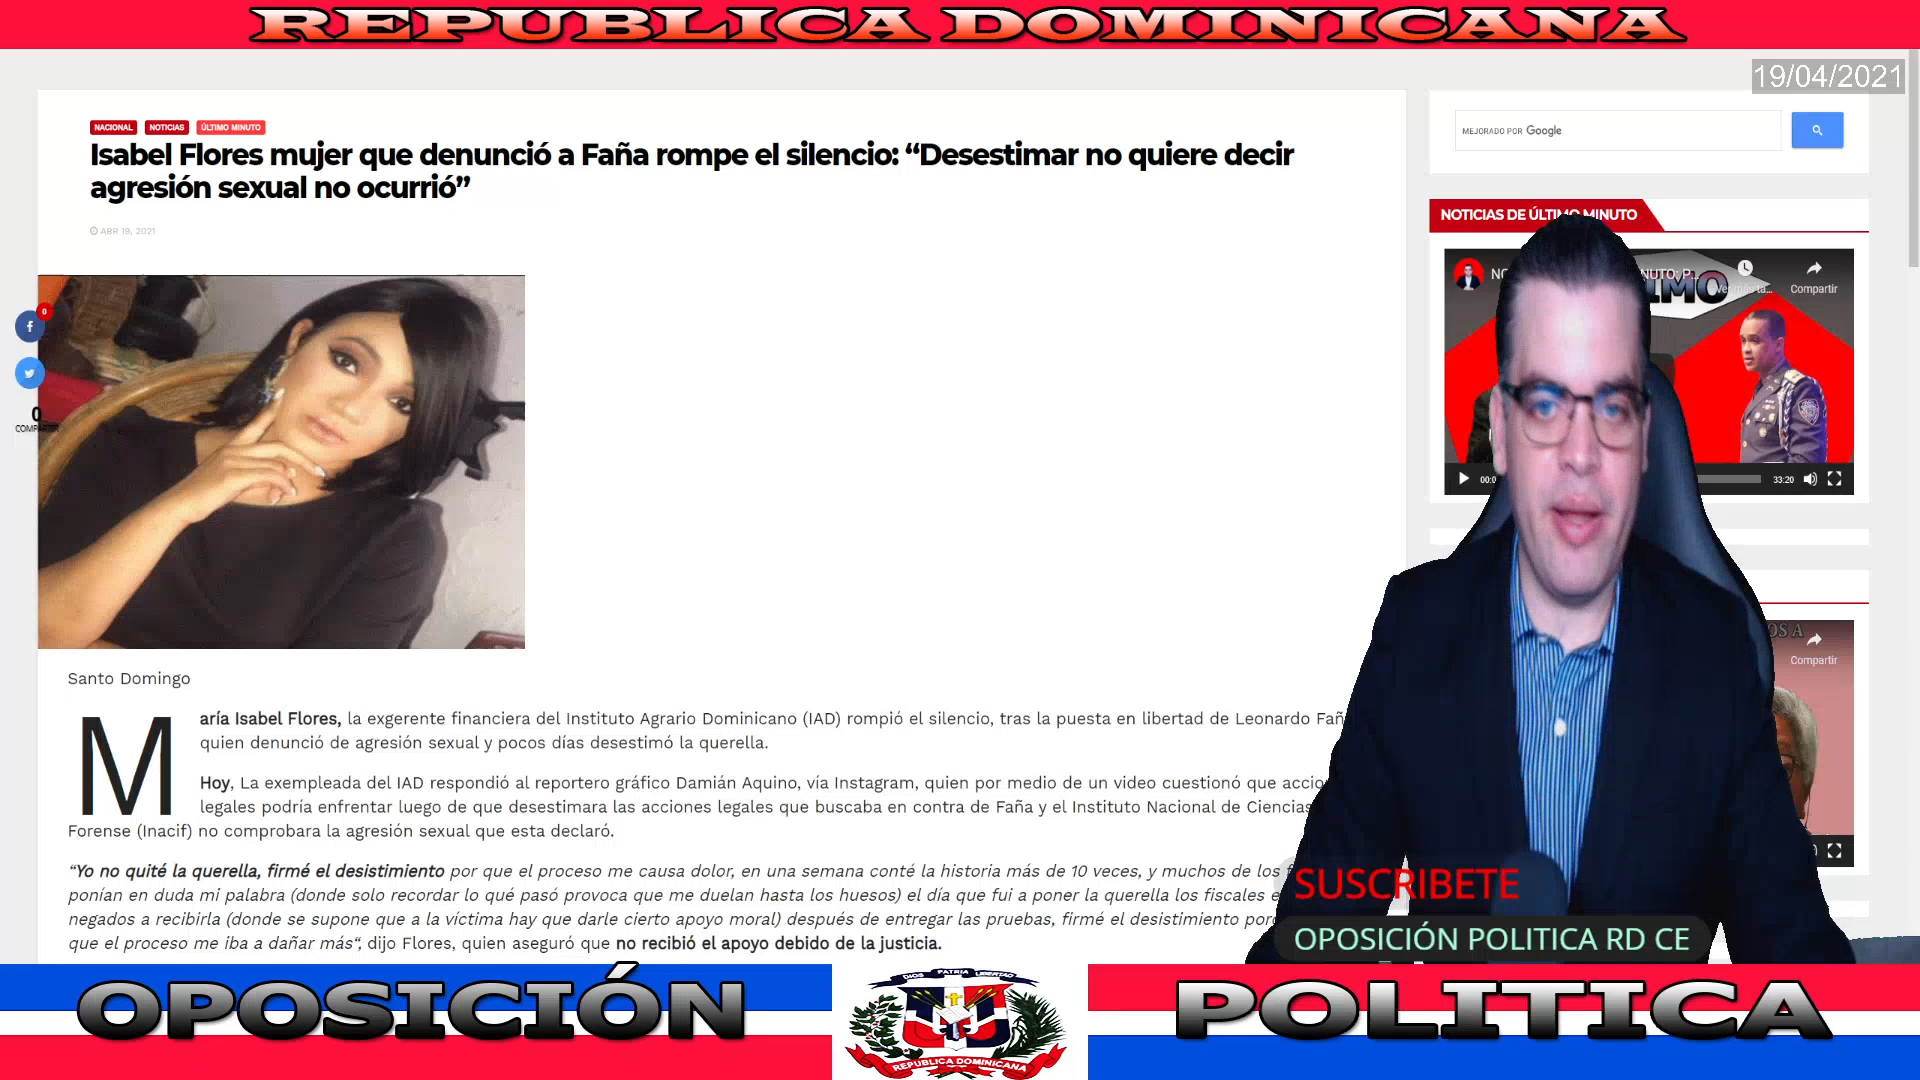 REPUBLICA DOMINICANA
19/04/2021
NACIONAL NOTICIAS ÚLTIMO MINUTO
Isabel Flores mujer que denunció a Faña rompe el silencio: “Desestimar no quiere decir
agresión sexual no ocurrió”
ABR 19, 2021
MEJORADO POR Google
NOTICIAS DE ÚLTIMO MINUTO
Compartir
33:20
0
0
Compartir
Santo Domingo
María Isabel Flores, la exgerente financiera del Instituto Agrario Dominicano (IAD) rompió el silencio, tras la puesta en libertad de Leonardo
quien denunció de agresión sexual y pocos días desestimó la querella.
Hoy, La exempleada del IAD respondió al reportero gráfico Damián Aquino, vía Instagram, quien por medio de un video cuestionó que
legales podría enfrentar luego de que desestimara las acciones legales que buscaba en contra de Faña y el Instituto Nacional de Ciencias
Forense (Inacif) no comprobara la agresión sexual que esta declaró.
“Yo no quité la querella, firmé el desistimiento por que el proceso me causa dolor, en una semana conté la historia más de 10 veces, y muchos de los
ponían en duda mi palabra (donde solo recordar lo qué pasó provoca que me duelan hasta los huesos) el día que fui a poner la querella los fiscales
negados a recibirla (donde se supone que a la víctima hay que darle cierto apoyo moral) después de entregar las pruebas, firmé el desistimiento
que el proceso me iba a dañar más“, dijo Flores, quien aseguró que no recibió el apoyo debido de la justicia.
SUSCRIBETE
OPOSICIÓN POLITICA RD CE
OPOSICIÓN
DIOS PATRIA LIBERTAD
REPUBLICA DOMINICANA
POLITICA